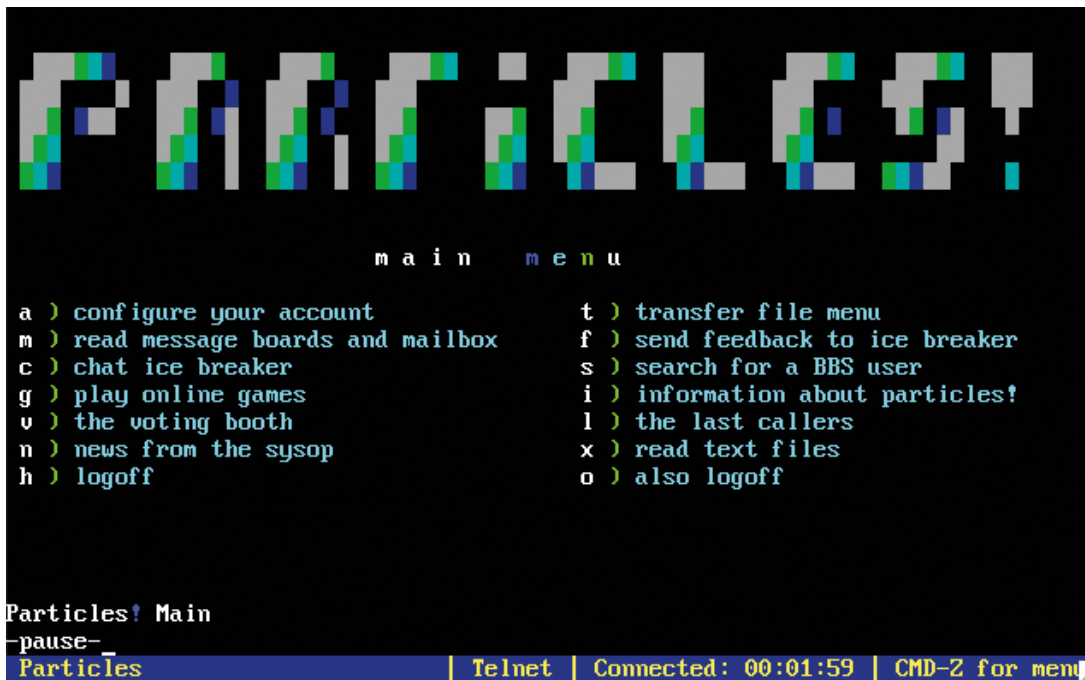 PARTiCLES!
main menu
a ) configure your account t ) transfer file menu
m ) read message boards and mailbox f ) send feedback to ice breaker
c ) chat ice breaker s ) search for a BBS user
g ) play online games i ) information about particles!
v ) the voting booth l ) the last callers
n ) news from the sysop x ) read text files
h ) logoff o ) also logoff
Particles! Main
-pause-_
Particles | Telnet | Connected: 00:01:59 | CMD-Z for menu